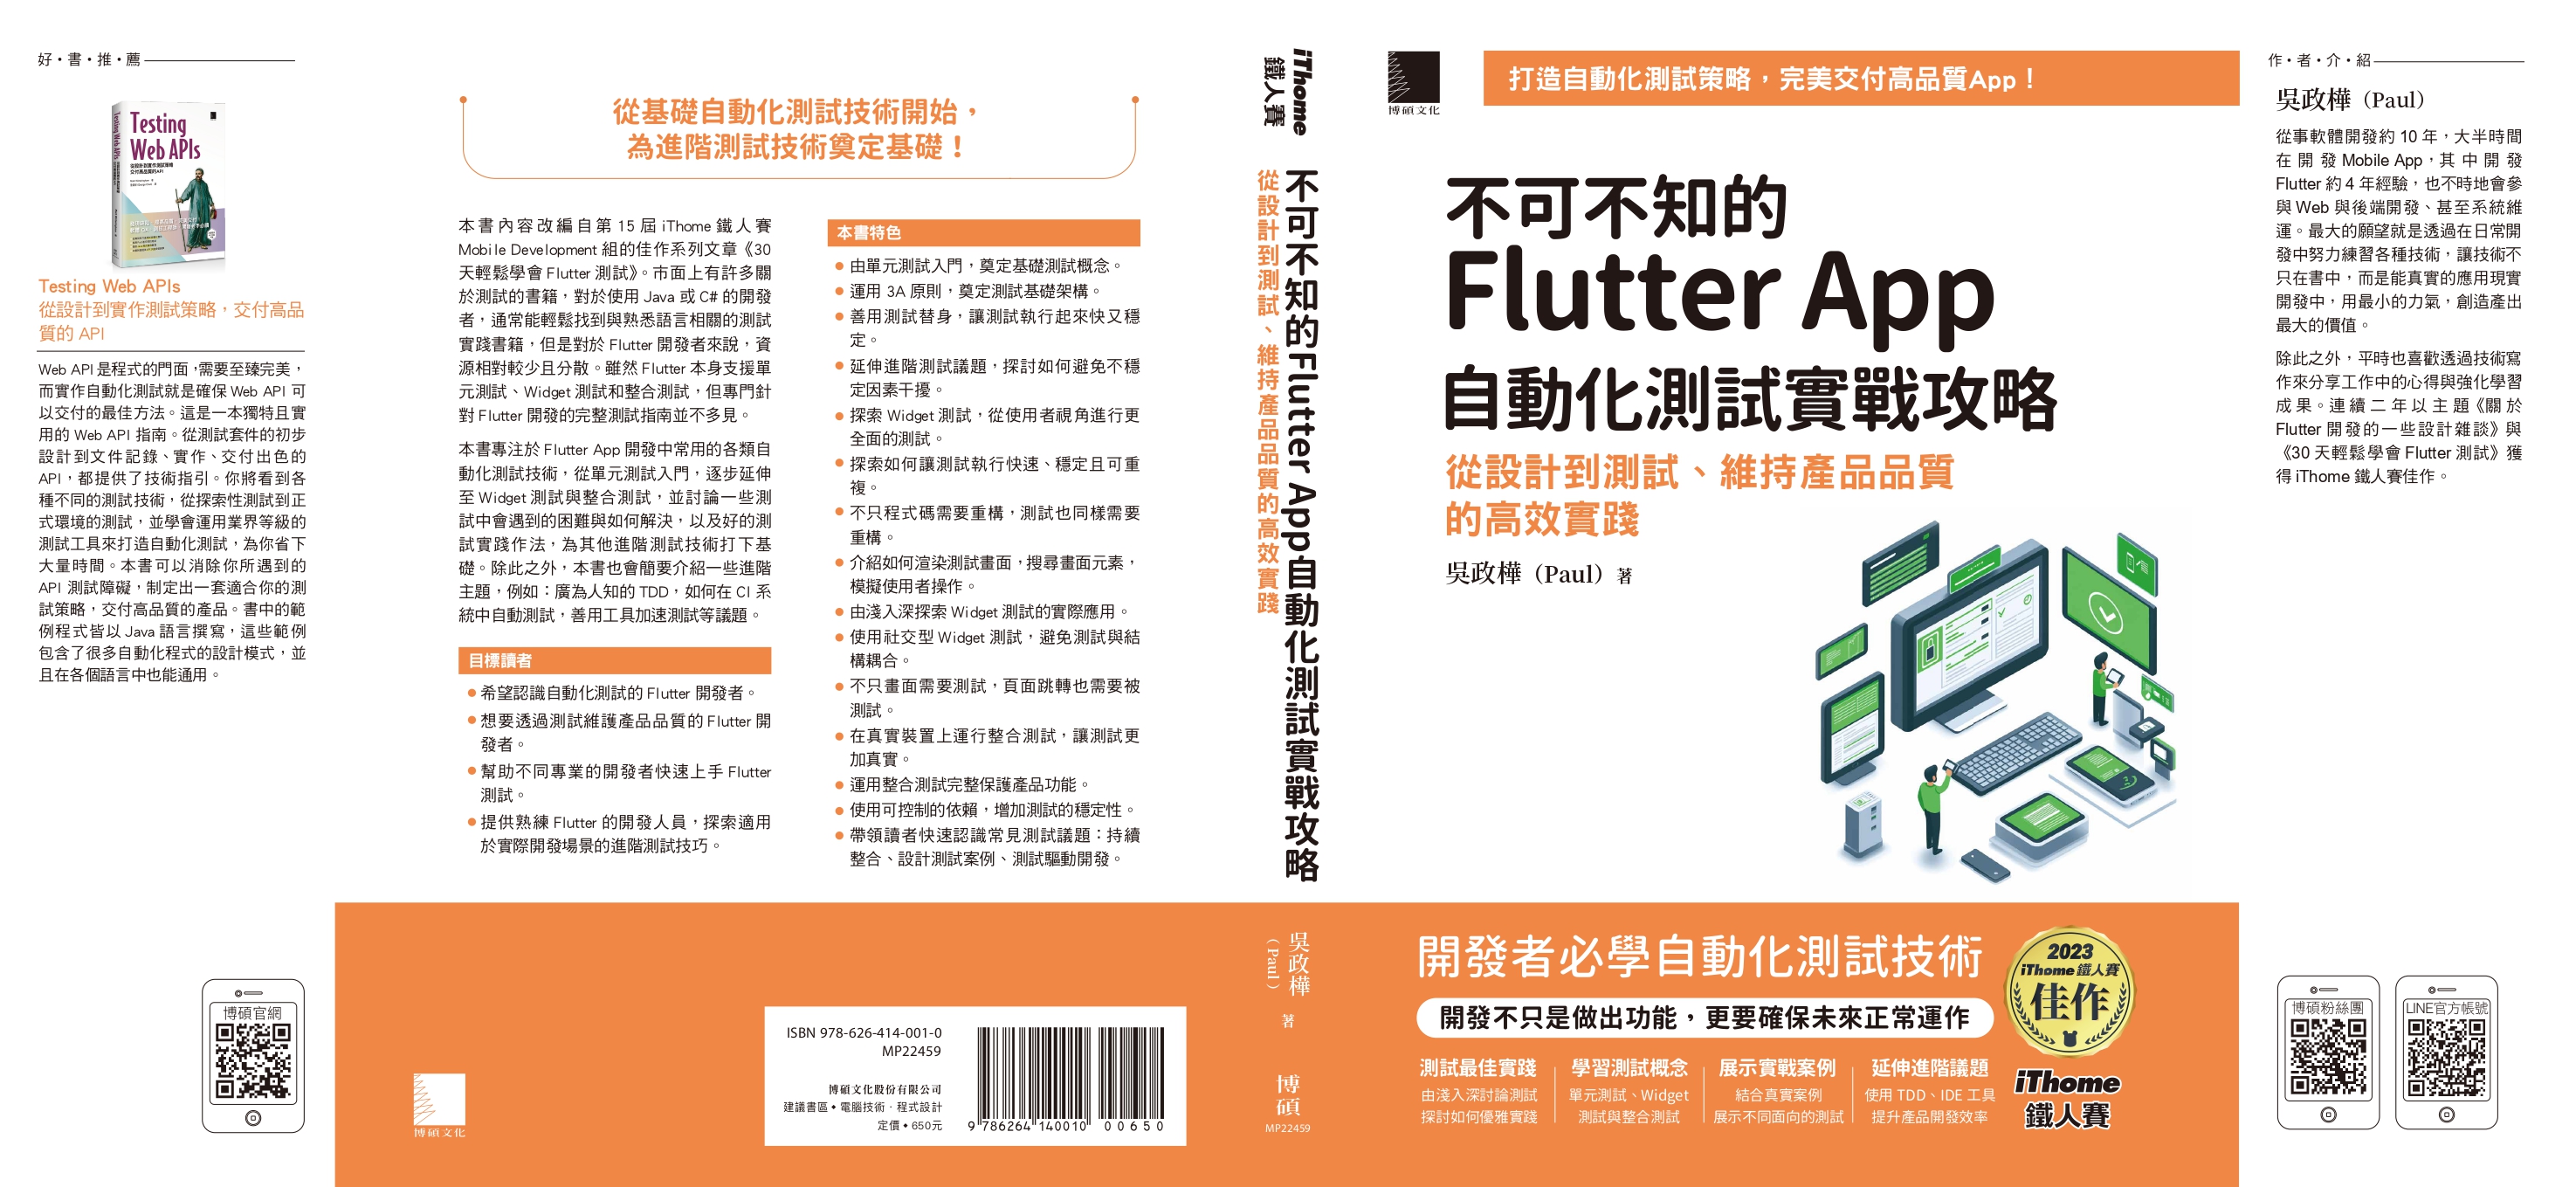 好・書・推・薦
Testing
Web APIs
Testing Web APIs
從設計到實作測試策略，交付高品
質的 API
Web API 是程式的門面，需要至臻完美，
而實作自動化測試就是確保 Web API 可
以交付的最佳方法。這是一本獨特且實
用的 Web API 指南。從測試套件的初步
設計到文件記錄、實作、交付出色的
API，都提供了技術指引。你將看到各
種不同的測試技術，從探索性測試到正
式環境的測試，並學會運用業界等級的
測試工具來打造自動化測試，為你省下
大量時間。本書可以消除你所遇到的
API 測試障礙，制定出一套適合你的測
試策略，交付高品質的產品。書中的範
例程式皆以 Java 語言撰寫，這些範例
包含了很多自動化程式的設計模式，並
且在各個語言中也能通用。
博碩官網
從基礎自動化測試技術開始，
為進階測試技術奠定基礎！
本書內容改編自第 15 屆 iThome 鐵人賽
Mobile Development 組的佳作系列文章《30
天輕鬆學會 Flutter 測試》。市面上有許多關
於測試的書籍，對於使用 Java 或 C# 的開發
者，通常能輕鬆找到與熟悉語言相關的測試
實踐書籍，但是對於 Flutter 開發者來說，資
源相對較少且分散。雖然 Flutter 本身支援單
元測試、Widget 測試和整合測試，但專門針
對 Flutter 開發的完整測試指南並不多見。
本書專注於 Flutter App 開發中常用的各類自
動化測試技術，從單元測試入門，逐步延伸
至 Widget 測試與整合測試，並討論一些測
試中會遇到的困難與如何解決，以及好的測
試實踐作法，為其他進階測試技術打下基
礎。除此之外，本書也會簡要介紹一些進階
主題，例如：廣為人知的 TDD，如何在 CI 系
統中自動測試，善用工具加速測試等議題。
目標讀者
● 希望認識自動化測試的 Flutter 開發者。
● 想要透過測試維護產品品質的 Flutter 開
發者。
● 幫助不同專業的開發者快速上手 Flutter
測試。
● 提供熟練 Flutter 的開發人員，探索適用
於實際開發場景的進階測試技巧。
本書特色
● 由單元測試入門，奠定基礎測試概念。
● 運用 3A 原則，奠定測試基礎架構。
● 善用測試替身，讓測試執行起來快又穩
定。
● 延伸進階測試議題，探討如何避免不穩
定因素干擾。
● 探索 Widget 測試，從使用者視角進行更
全面的測試。
● 探索如何讓測試執行快速、穩定且可重
複。
● 不只程式碼需要重構，測試也同樣需要
重構。
● 介紹如何渲染測試畫面，搜尋畫面元素，
模擬使用者操作。
● 由淺入深探索 Widget 測試的實際應用。
● 使用社交型 Widget 測試，避免測試與結
構耦合。
● 不只畫面需要測試，頁面跳轉也需要被
測試。
● 在真實裝置上運行整合測試，讓測試更
加真實。
● 運用整合測試完整保護產品功能。
● 使用可控制的依賴，增加測試的穩定性。
● 帶領讀者快速認識常見測試議題：持續
整合、設計測試案例、測試驅動開發。
博碩文化
ISBN 978-626-414-001-0
MP22459
博碩文化股份有限公司
建議書區◆電腦技術．程式設計
定價◆650元
9 786264 140010 00650
iThome
鐵人賽
不可不知的Flutter App自動化測試實戰攻略
從設計到測試、維持產品品質的高效實踐
吳政樺
（Paul）
著
博碩
MP22459
博碩文化
打造自動化測試策略，完美交付高品質App！
不可不知的
Flutter App
自動化測試實戰攻略
從設計到測試、維持產品品質
的高效實踐
吳政樺（Paul）著
開發者必學自動化測試技術
開發不只是做出功能，更要確保未來正常運作
測試最佳實踐
由淺入深討論測試
探討如何優雅實踐
學習測試概念
單元測試、Widget
測試與整合測試
展示實戰案例
結合真實案例
展示不同面向的測試
延伸進階議題
使用 TDD、IDE 工具
提升產品開發效率
2023
iThome 鐵人賽
佳作
iThome
鐵人賽
作・者・介・紹
吳政樺（Paul）
從事軟體開發約 10 年，大半時間
在開發 Mobile App，其中開發
Flutter 約 4 年經驗，也不時地會參
與 Web 與後端開發、甚至系統維
運。最大的願望就是透過在日常開
發中努力練習各種技術，讓技術不
只在書中，而是能真實的應用現實
開發中，用最小的力氣，創造產出
最大的價值。
除此之外，平時也喜歡透過技術寫
作來分享工作中的心得與強化學習
成果。連續二年以主題《關於
Flutter 開發的一些設計雜談》與
《30 天輕鬆學會 Flutter 測試》獲
得 iThome 鐵人賽佳作。
博碩粉絲團
LINE官方帳號